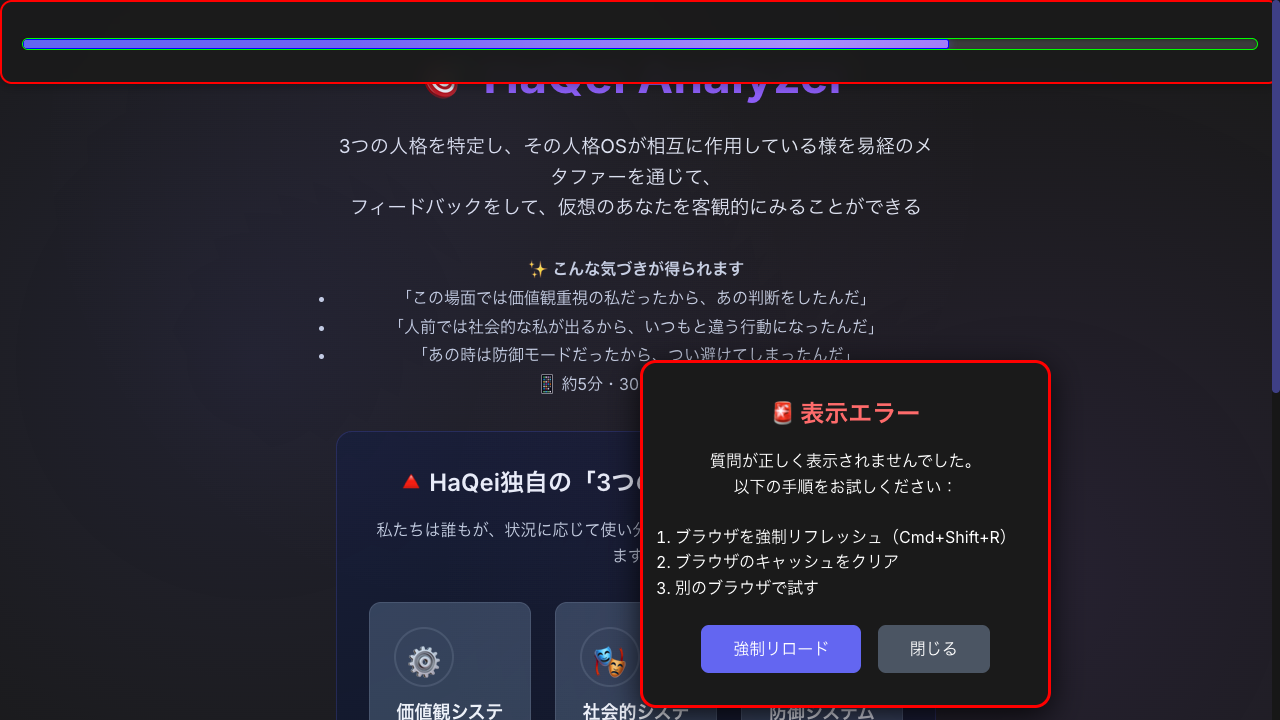 HaQei Analyzer
3つの人格を特定し、その人格OSが相互に作用している様を易経のメ
タファーを通じて、
フィードバックをして、仮想のあなたを客観的にみることができる
✨ こんな気づきが得られます
• 「この場面では価値観重視の私だったから、あの判断をしたんだ」
• 「人前では社会的な私が出るから、いつもと違う行動になったんだ」
• 「あの時は防御モードだったから、つい避けてしまったんだ」
約5分・30
🔺 HaQei独自の「3つの
私たちは誰もが、状況に応じて使い分
ます
価値観システ
社会的システ
防御システム
🚨 表示エラー
質問が正しく表示されませんでした。
以下の手順をお試しください：
1. ブラウザを強制リフレッシュ（Cmd+Shift+R）
2. ブラウザのキャッシュをクリア
3. 別のブラウザで試す
強制リロード
閉じる